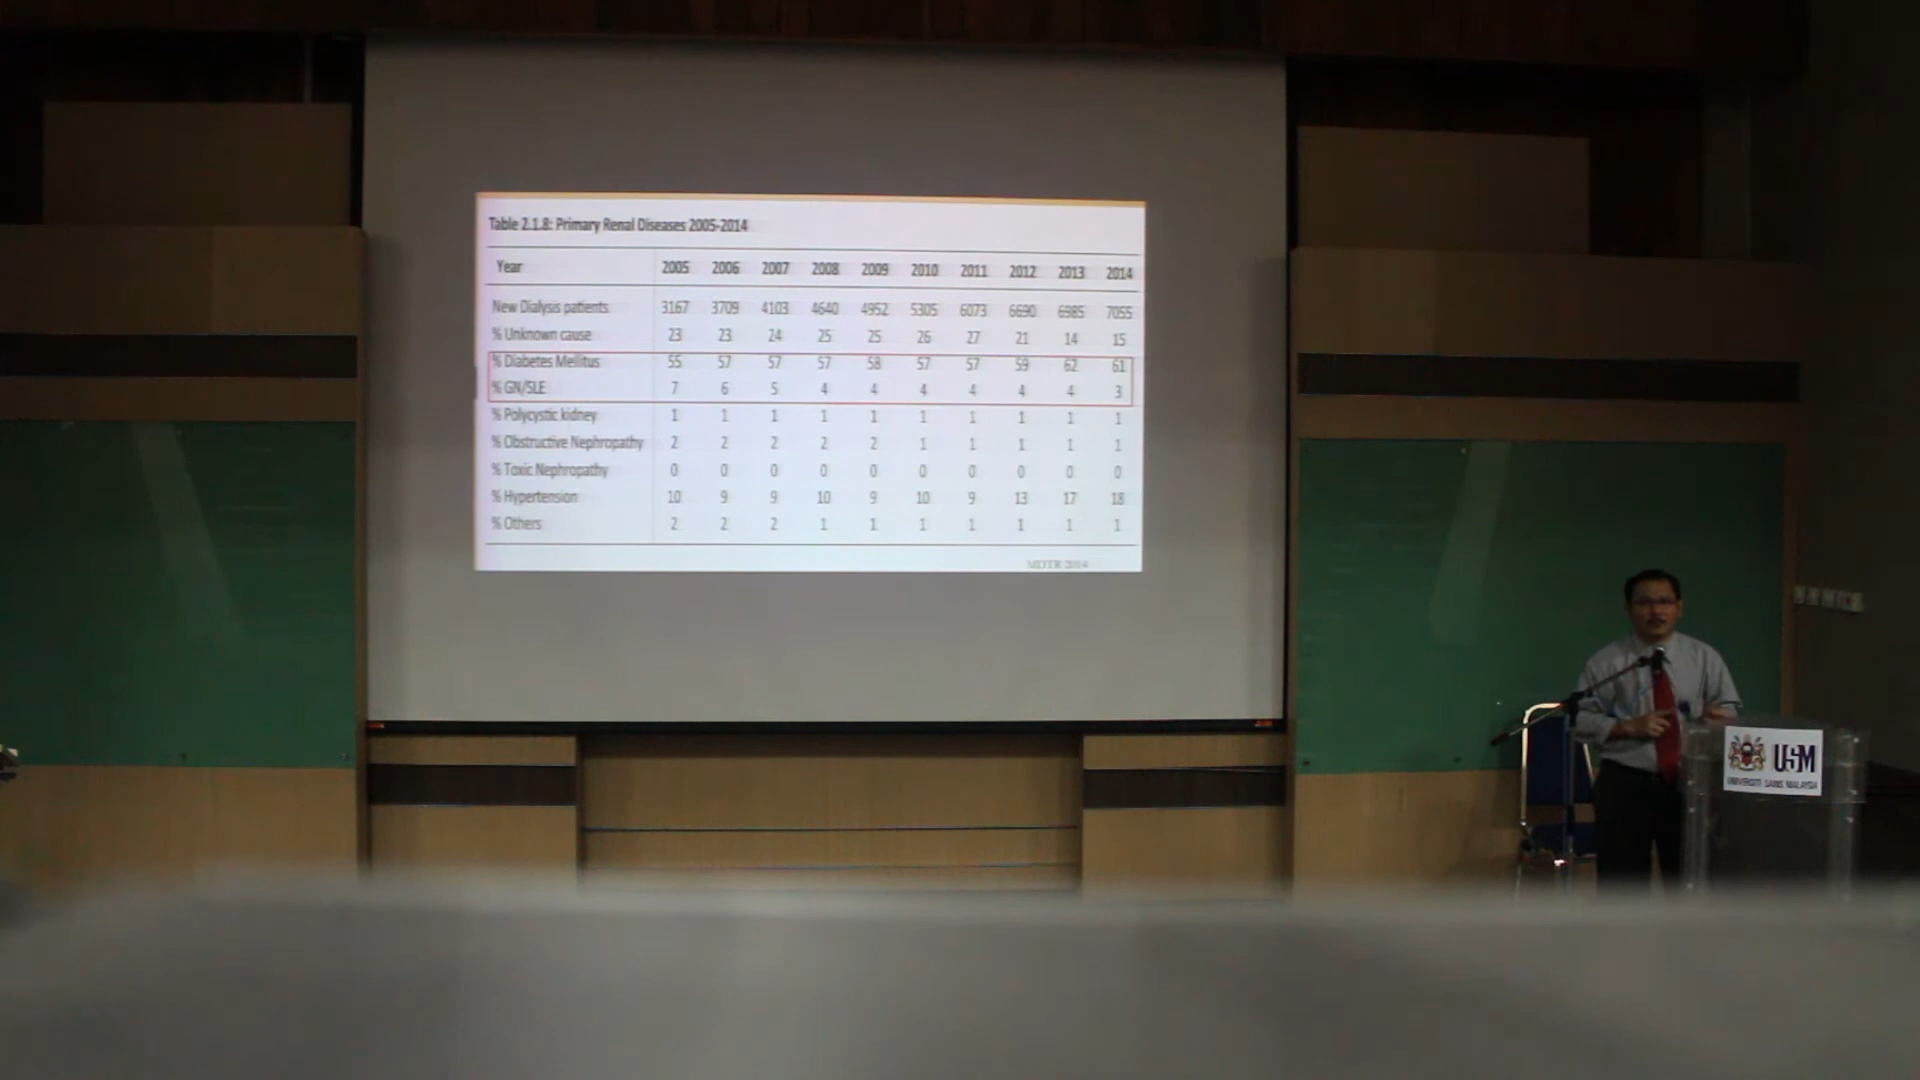 Table 2.1.8: Primary Renal Diseases 2005-2014
Year 2005 2006 2007 2008 2009 2010 2011 2012 2013 2014
New Dialysis patients 3167 3709 4103 4640 4952 5305 6073 6690 6985 7055
% Unknown cause 23 23 24 25 25 26 27 21 14 15
% Diabetes Mellitus 55 57 57 57 58 57 57 59 62 61
% GN/SLE 7 6 5 4 4 4 4 4 4 3
% Polycystic kidney 1 1 1 1 1 1 1 1 1 1
% Obstructive Nephropathy 2 2 2 2 2 1 1 1 1 1
% Toxic Nephropathy 0 0 0 0 0 0 0 0 0 0
% Hypertension 10 9 9 10 9 10 9 13 17 18
% Others 2 2 2 1 1 1 1 1 1 1
MDTR 2014
USM
UNIVERSITI SAINS MALAYSIA